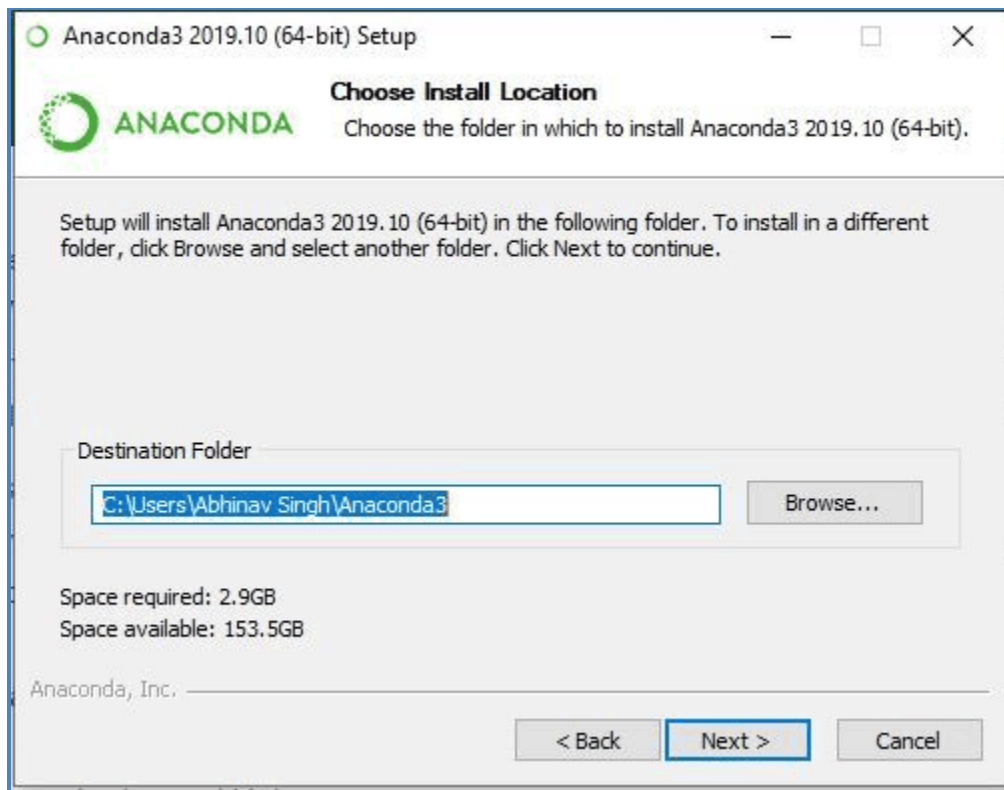 Anaconda3 2019.10 (64-bit) Setup
ANACONDA
Choose Install Location
Choose the folder in which to install Anaconda3 2019.10 (64-bit).
Setup will install Anaconda3 2019.10 (64-bit) in the following folder. To install in a different
folder, click Browse and select another folder. Click Next to continue.
Destination Folder
C:\Users\Abhinav Singh\Anaconda3
Browse...
Space required: 2.9GB
Space available: 153.5GB
Anaconda, Inc.
< Back
Next >
Cancel